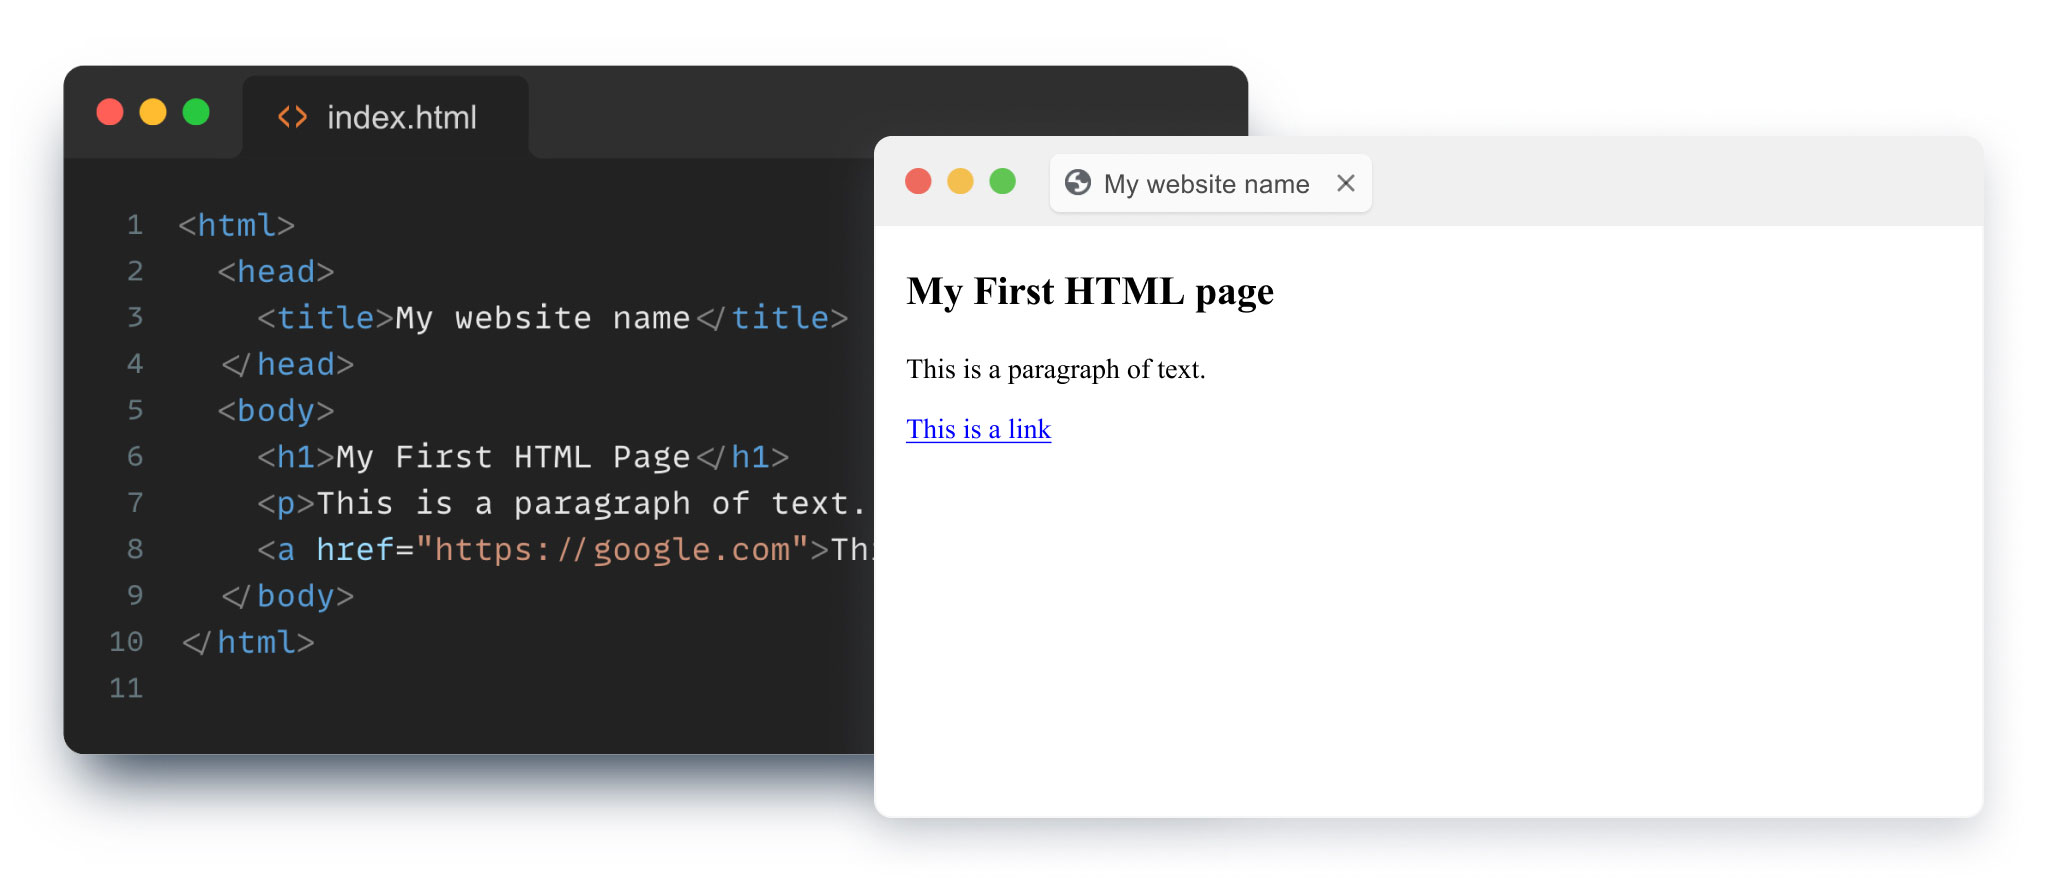 index.html
1 <html>
2 <head>
3 <title>My website name</title>
4 </head>
5 <body>
6 <h1>My First HTML Page</h1>
7 <p>This is a paragraph of text.
8 <a href="https://google.com">Thi
9 </body>
10 </html>
11
My website name
My First HTML page
This is a paragraph of text.
This is a link